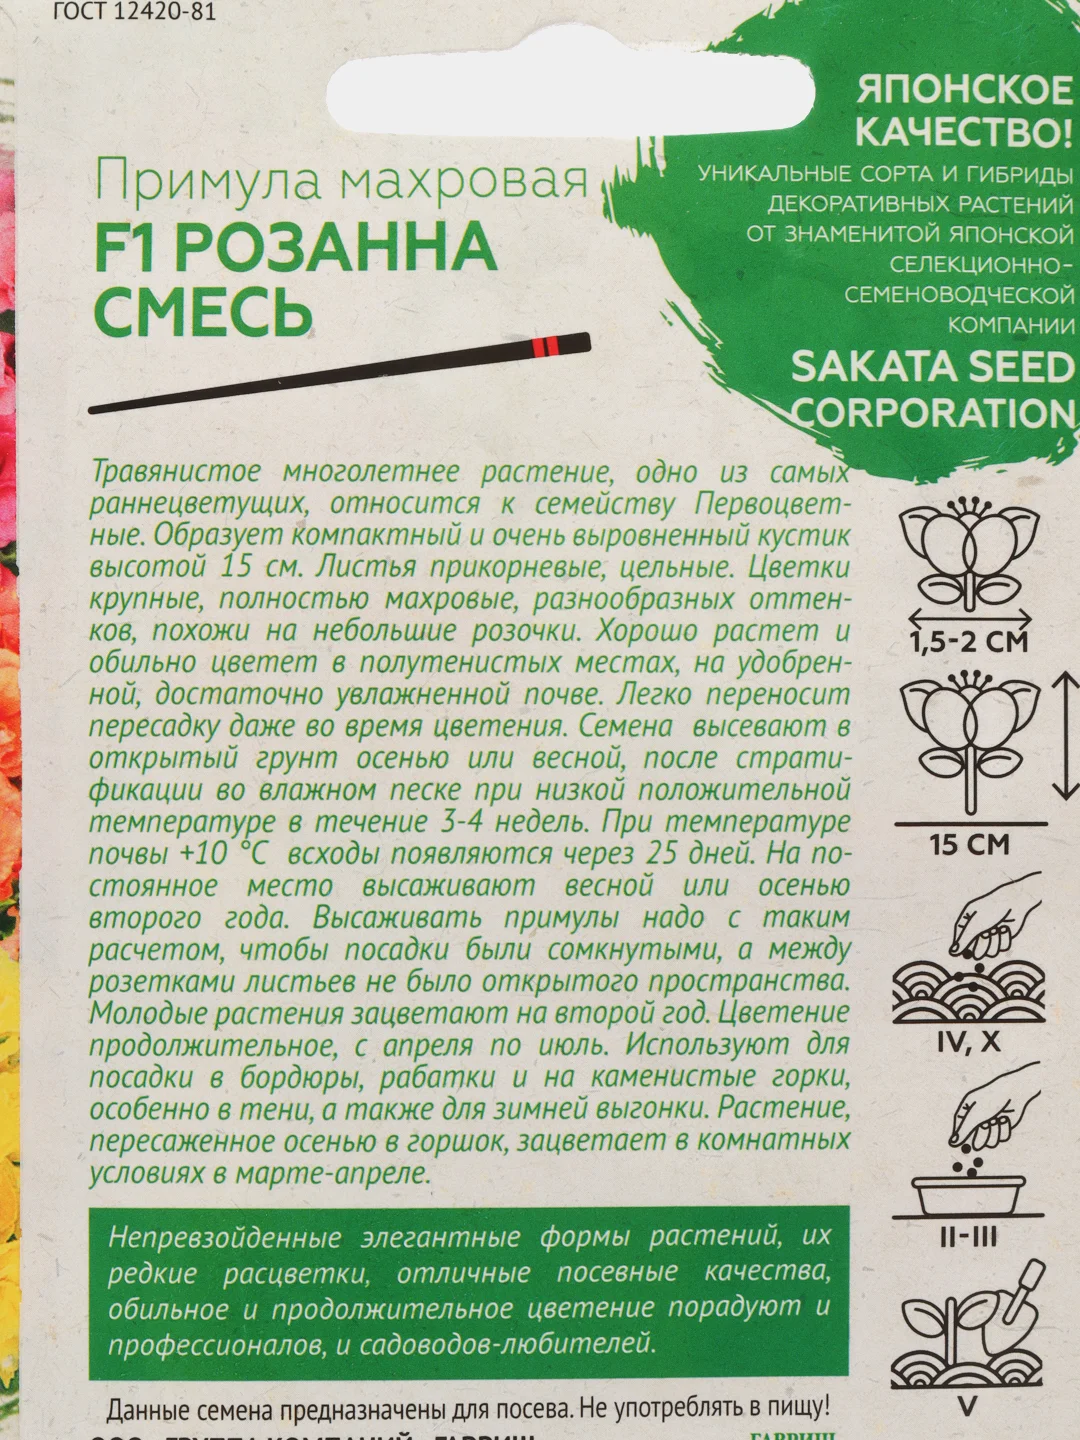 ГОСТ 12420-81
ЯПОНСКОЕ
КАЧЕСТВО!
УНИКАЛЬНЫЕ СОРТА И ГИБРИДЫ
ДЕКОРАТИВНЫХ РАСТЕНИЙ
ОТ ЗНАМЕНИТОЙ ЯПОНСКОЙ
СЕЛЕКЦИОННО-
СЕМЕНОВОДЧЕСКОЙ
КОМПАНИИ
SAKATA SEED
CORPORATION
Примула махровая
F1 РОЗАННА
СМЕСЬ
Травянистое многолетнее растение, одно из самых
раннецветущих, относится к семейству Первоцвет-
ные. Образует компактный и очень выровненный кустик
высотой 15 см. Листья прикорневые, цельные. Цветки
крупные, полностью махровые, разнообразных оттен-
ков, похожи на небольшие розочки. Хорошо растет и
обильно цветет в полутенистых местах, на удобрен-
ной, достаточно увлажненной почве. Легко переносит
пересадку даже во время цветения. Семена высевают в
открытый грунт осенью или весной, после страти-
фикации во влажном песке при низкой положительной
температуре в течение 3-4 недель. При температуре
почвы +10 °С всходы появляются через 25 дней. На по-
стоянное место высаживают весной или осенью
второго года. Высаживать примулы надо с таким
расчетом, чтобы посадки были сомкнутыми, а между
розетками листьев не было открытого пространства.
Молодые растения зацветают на второй год. Цветение
продолжительное, с апреля по июль. Используют для
посадки в бордюры, рабатки и на каменистые горки,
особенно в тени, а также для зимней выгонки. Растение,
пересаженное осенью в горшок, зацветает в комнатных
условиях в марте-апреле.
1,5-2 СМ
15 СМ
IV, X
II-III
V
Непревзойденные элегантные формы растений, их
редкие расцветки, отличные посевные качества,
обильное и продолжительное цветение порадуют и
профессионалов, и садоводов-любителей.
Данные семена предназначены для посева. Не употреблять в пищу!
ООО «ГРУППА КОМПАНИЙ «ГАВРИШ»
ГАВРИШ